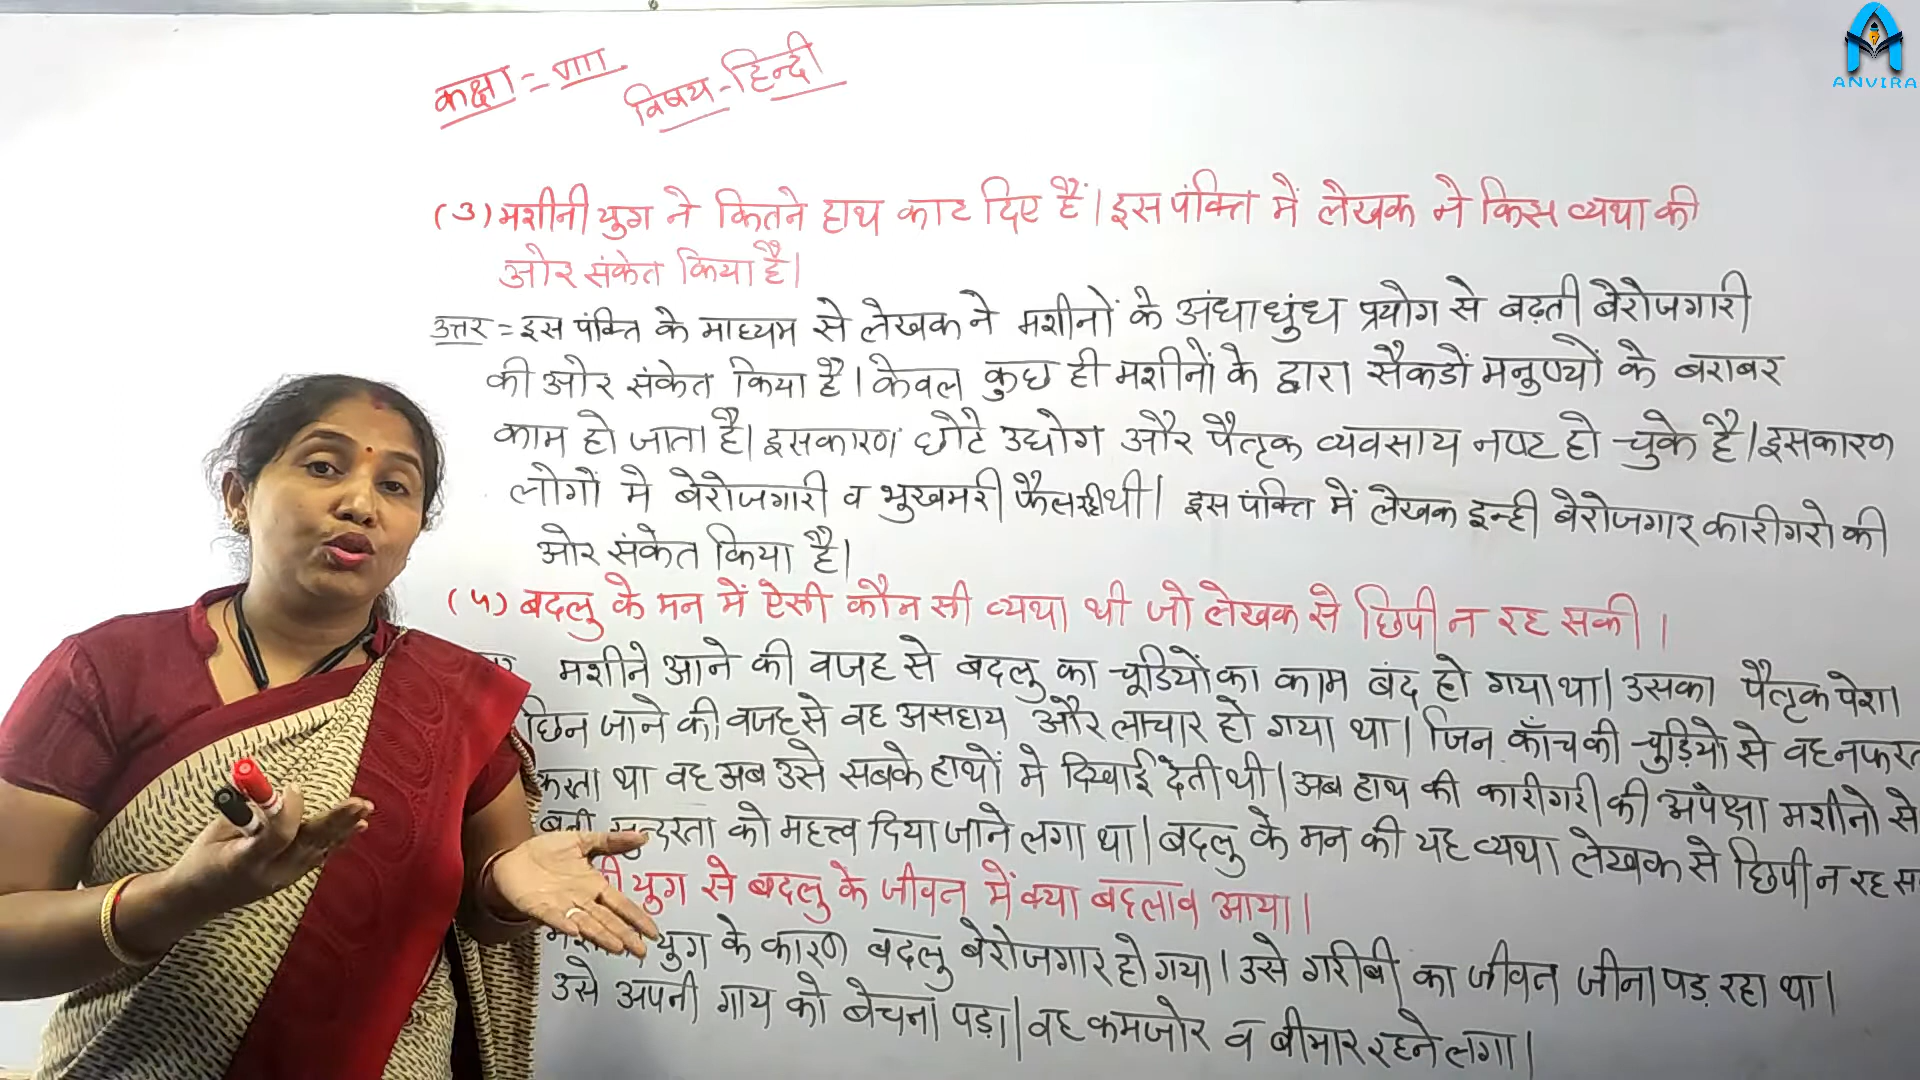 कक्षा = VIII
विषय - हिन्दी
ANVIRA
(3) मशीनी युग ने कितने हाथ काट दिए हैं। इस पंक्ति में लेखक ने किस व्यथा की
ओर संकेत किया है।
उत्तर = इस पंक्ति के माध्यम से लेखक ने मशीनों के अंधाधुंध प्रयोग से बढ़ती बेरोजगारी
की ओर संकेत किया है। केवल कुछ ही मशीनों के द्वारा सैकडों मनुष्यों के बराबर
काम हो जाता है। इसकारण छोटे उद्योग और पैतृक व्यवसाय नष्ट हो चुके है। इसकारण
लोगों मे बेरोजगारी व भुखमरी फैल रही थी। इस पंक्ति में लेखक इन्ही बेरोजगार कारीगरो की
ओर संकेत किया है।
(4) बदलु के मन में ऐसी कौन सी व्यथा थी जो लेखक से छिपी न रह सकी।
मशीने आने की वजह से बदलु का चूडियों का काम बंद हो गया था। उसका पैतृक पेशा
छिन जाने की वजह से वह असहाय और लाचार हो गया था। जिन काँच की चुड़ियो से वह नफरत
करता था वह अब उसे सबके हाथों मे दिखाई देती थी। अब हाथ की कारीगरी की अपेक्षा मशीनो से
सुन्दरता को महत्त्व दिया जाने लगा था। बदलु के मन की यह व्यथा लेखक से छिपी न रह
युग से बदलु के जीवन में क्या बदलाव आया।
युग के कारण बदलु बेरोजगार हो गया। उसे गरीबी का जीवन जीना पड़ रहा था।
उसे अपनी गाय को बेचना पड़ा। वह कमजोर व बीमार रहने लगा।